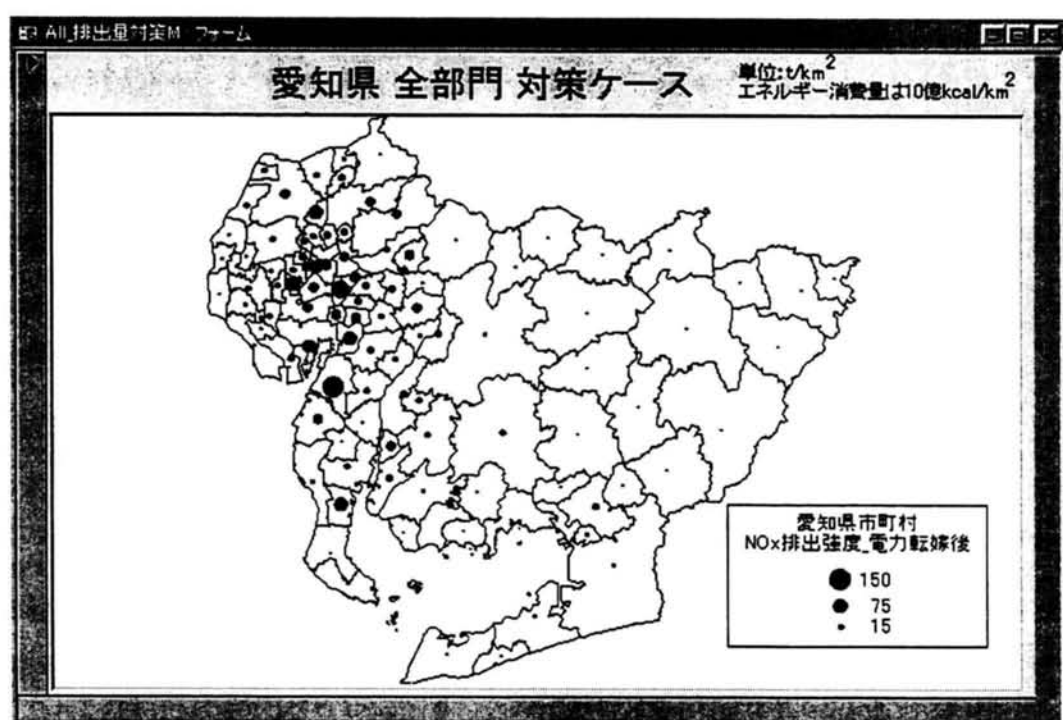 All_排出量対策M フォーム
愛知県 全部門 対策ケース
単位:t/km²
エネルギー消費量は10億kcal/km²
愛知県市町村
NOx排出強度_電力転嫁後
150
75
15